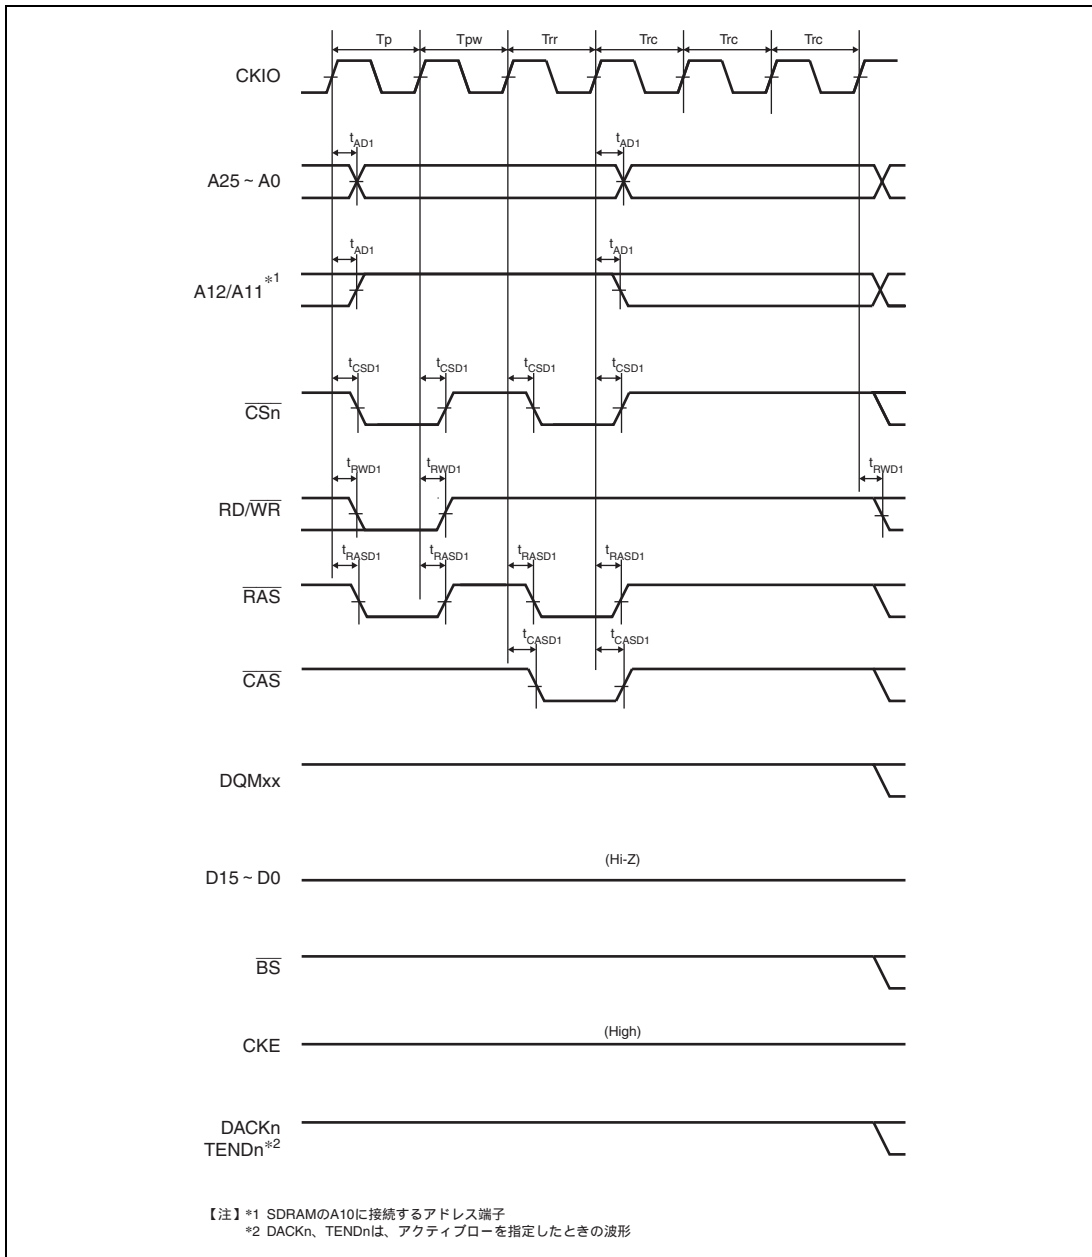 Tp Tpw Trr Trc Trc Trc
CKIO
tAD1 tAD1
A25 ~ A0
tAD1 tAD1
A12/A11*1
tCSD1 tCSD1 tCSD1 tCSD1
CSn
tRWD1 tRWD1 tRWD1
RD/WR
tRASD1 tRASD1 tRASD1 tRASD1
RAS
tCASD1 tCASD1
CAS
DQMxx
(Hi-Z)
D15 ~ D0
BS
(High)
CKE
DACKn
TENDn*2
【注】*1 SDRAMのA10に接続するアドレス端子
*2 DACKn、TENDnは、アクティブローを指定したときの波形